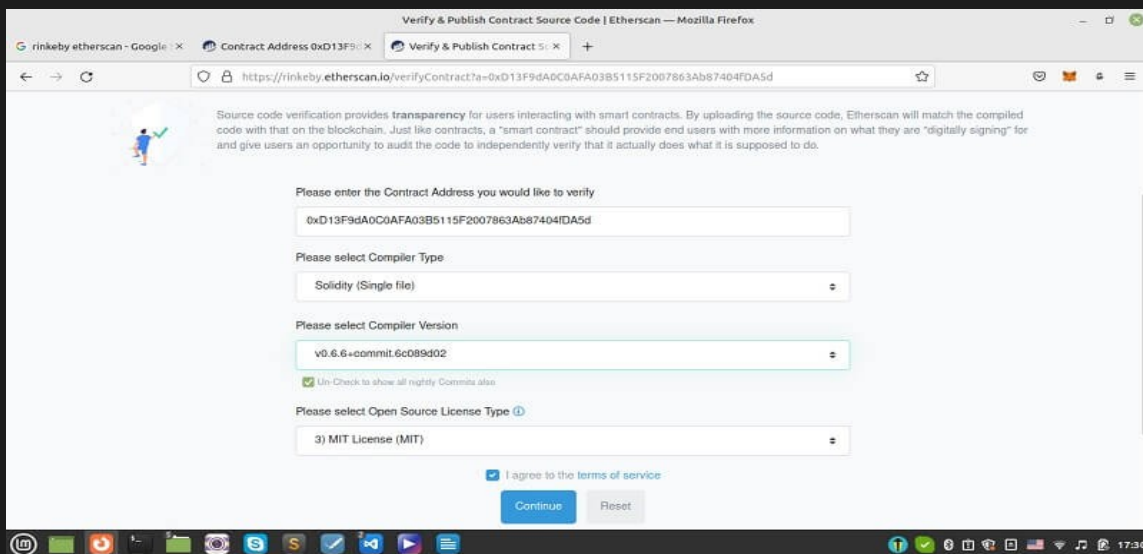 Verify & Publish Contract Source Code | Etherscan — Mozilla Firefox
rinkeby etherscan - Google
Contract Address 0xD13F9
Verify & Publish Contract S
https://rinkeby.etherscan.io/verifyContract?a=0xD13F9dA0C0AFA03B5115F2007863Ab87404fDA5d
Source code verification provides transparency for users interacting with smart contracts. By uploading the source code, Etherscan will match the compiled
code with that on the blockchain. Just like contracts, a "smart contract" should provide end users with more information on what they are "digitally signing" for
and give users an opportunity to audit the code to independently verify that it actually does what it is supposed to do.
Please enter the Contract Address you would like to verify
0xD13F9dA0C0AFA03B5115F2007863Ab87404fDA5d
Please select Compiler Type
Solidity (Single file)
Please select Compiler Version
v0.6.6+commit.6c089d02
Un-Check to show all nightly Commits also
Please select Open Source License Type
3) MIT License (MIT)
I agree to the terms of service
Continue
Reset